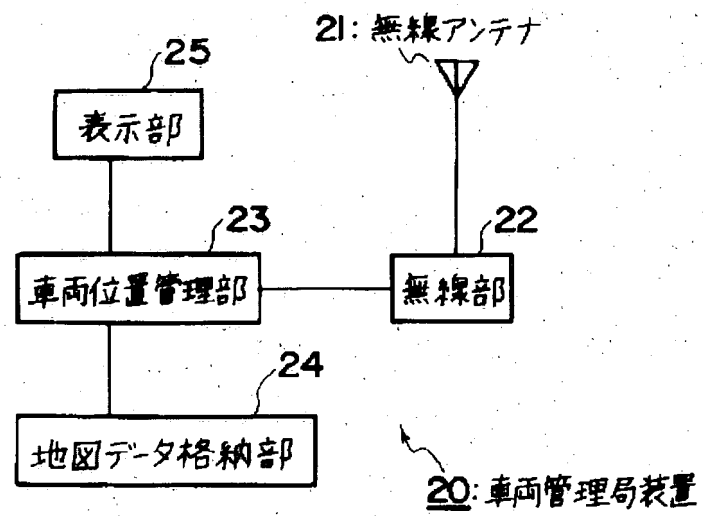 21:無線アンテナ
25
表示部
23
22
車両位置管理部
無線部
24
地図データ格納部
20:車両管理局装置